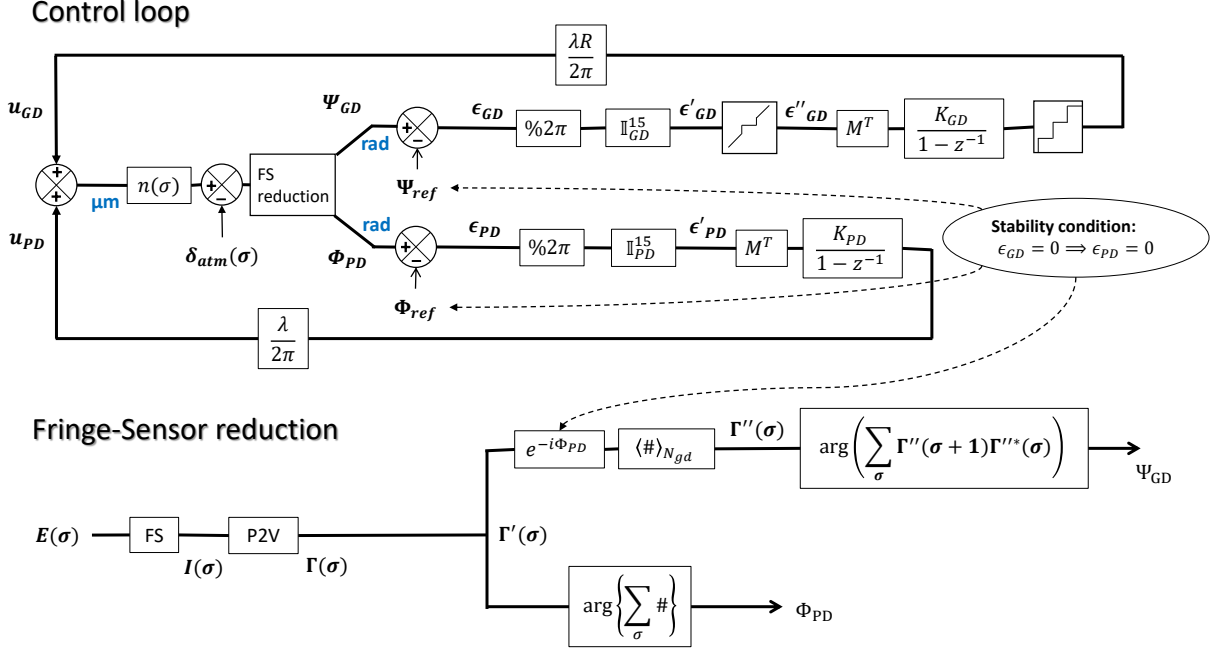 Control loop
λR
2π
u_GD
Ψ_GD
ϵ_GD
%2π
𝕀^15_GD
ϵ'_GD
ϵ''_GD
M^T
K_GD
1 − z^−1
+
−
rad
Ψ_ref
+
+
µm
n(σ)
+
−
FS
reduction
δ_atm(σ)
u_PD
rad
Φ_PD
+
−
ϵ_PD
%2π
𝕀^15_PD
ϵ'_PD
M^T
K_PD
1 − z^−1
Φ_ref
Stability condition:
ϵ_GD = 0 ⟹ ϵ_PD = 0
λ
2π
Fringe-Sensor reduction
e^−iΦ_PD
⟨#⟩_N_gd
Γ''(σ)
arg(∑_σ Γ''(σ + 1)Γ''*(σ))
Ψ_GD
E(σ)
FS
I(σ)
P2V
Γ(σ)
Γ'(σ)
arg{∑_σ #}
Φ_PD